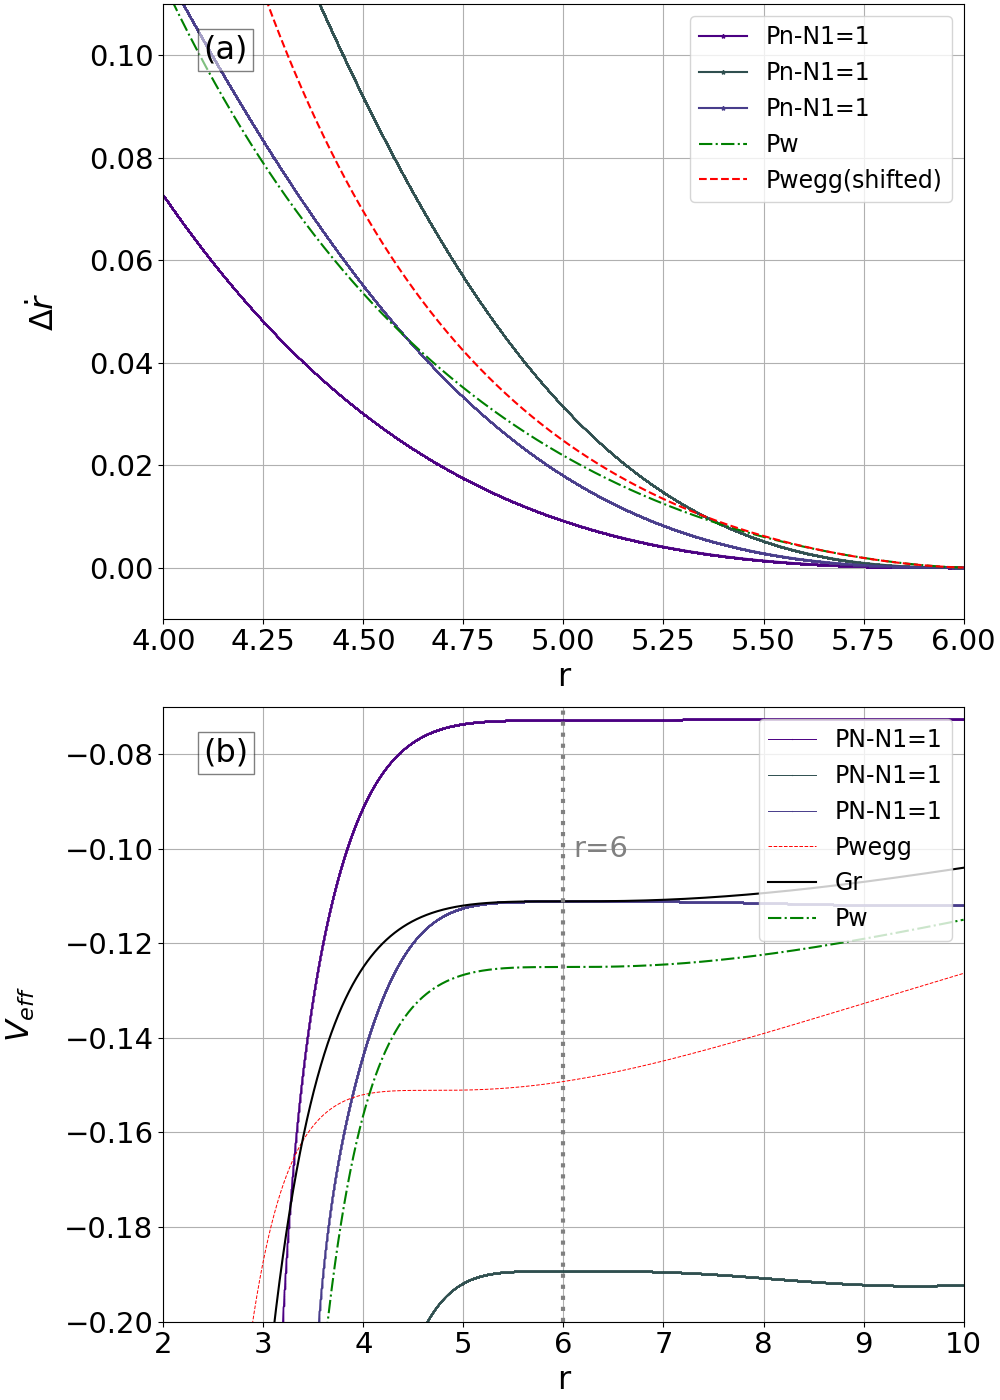 (a)
Pn-N1=1
Pn-N1=1
Pn-N1=1
Pw
Pwegg(shifted)
0.10
0.08
0.06
0.04
0.02
0.00
Δṙ
4.00 4.25 4.50 4.75 5.00 5.25 5.50 5.75 6.00
r
(b)
PN-N1=1
PN-N1=1
PN-N1=1
Pwegg
Gr
Pw
r=6
−0.08
−0.10
−0.12
−0.14
−0.16
−0.18
−0.20
V_eff
2 3 4 5 6 7 8 9 10
r